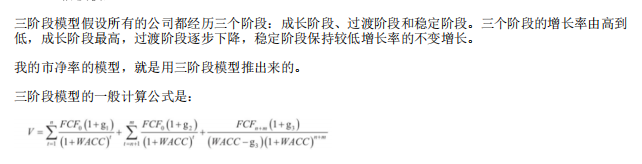 三阶段模型假设所有的公司都经历三个阶段：成长阶段、过渡阶段和稳定阶段。三个阶段的增长率由高到
低，成长阶段最高，过渡阶段逐步下降，稳定阶段保持较低增长率的不变增长。
我的市净率的模型，就是用三阶段模型推出来的。
三阶段模型的一般计算公式是：
V = \sum_{t=1}^{n} \frac{FCF_0(1+g_1)}{(1+WACC)^t} + \sum_{t=n+1}^{m} \frac{FCF_n(1+g_2)}{(1+WACC)^t} + \frac{FCF_{n+m}(1+g_3)}{(WACC-g_3)(1+WACC)^{n+m}}